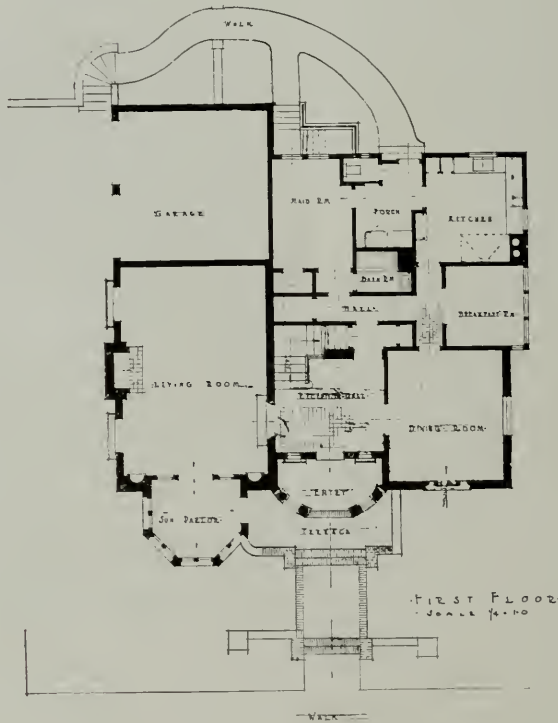 WALK
GARAGE
MAID RM
PORCH
KITCHEN
BATH RM
HALL
BREAKFAST RM
LIVING ROOM
RECEPTION HALL
DINING ROOM
ENTRY
SUN PARLOR
TERRACE
FIRST FLOOR
SCALE
WALK